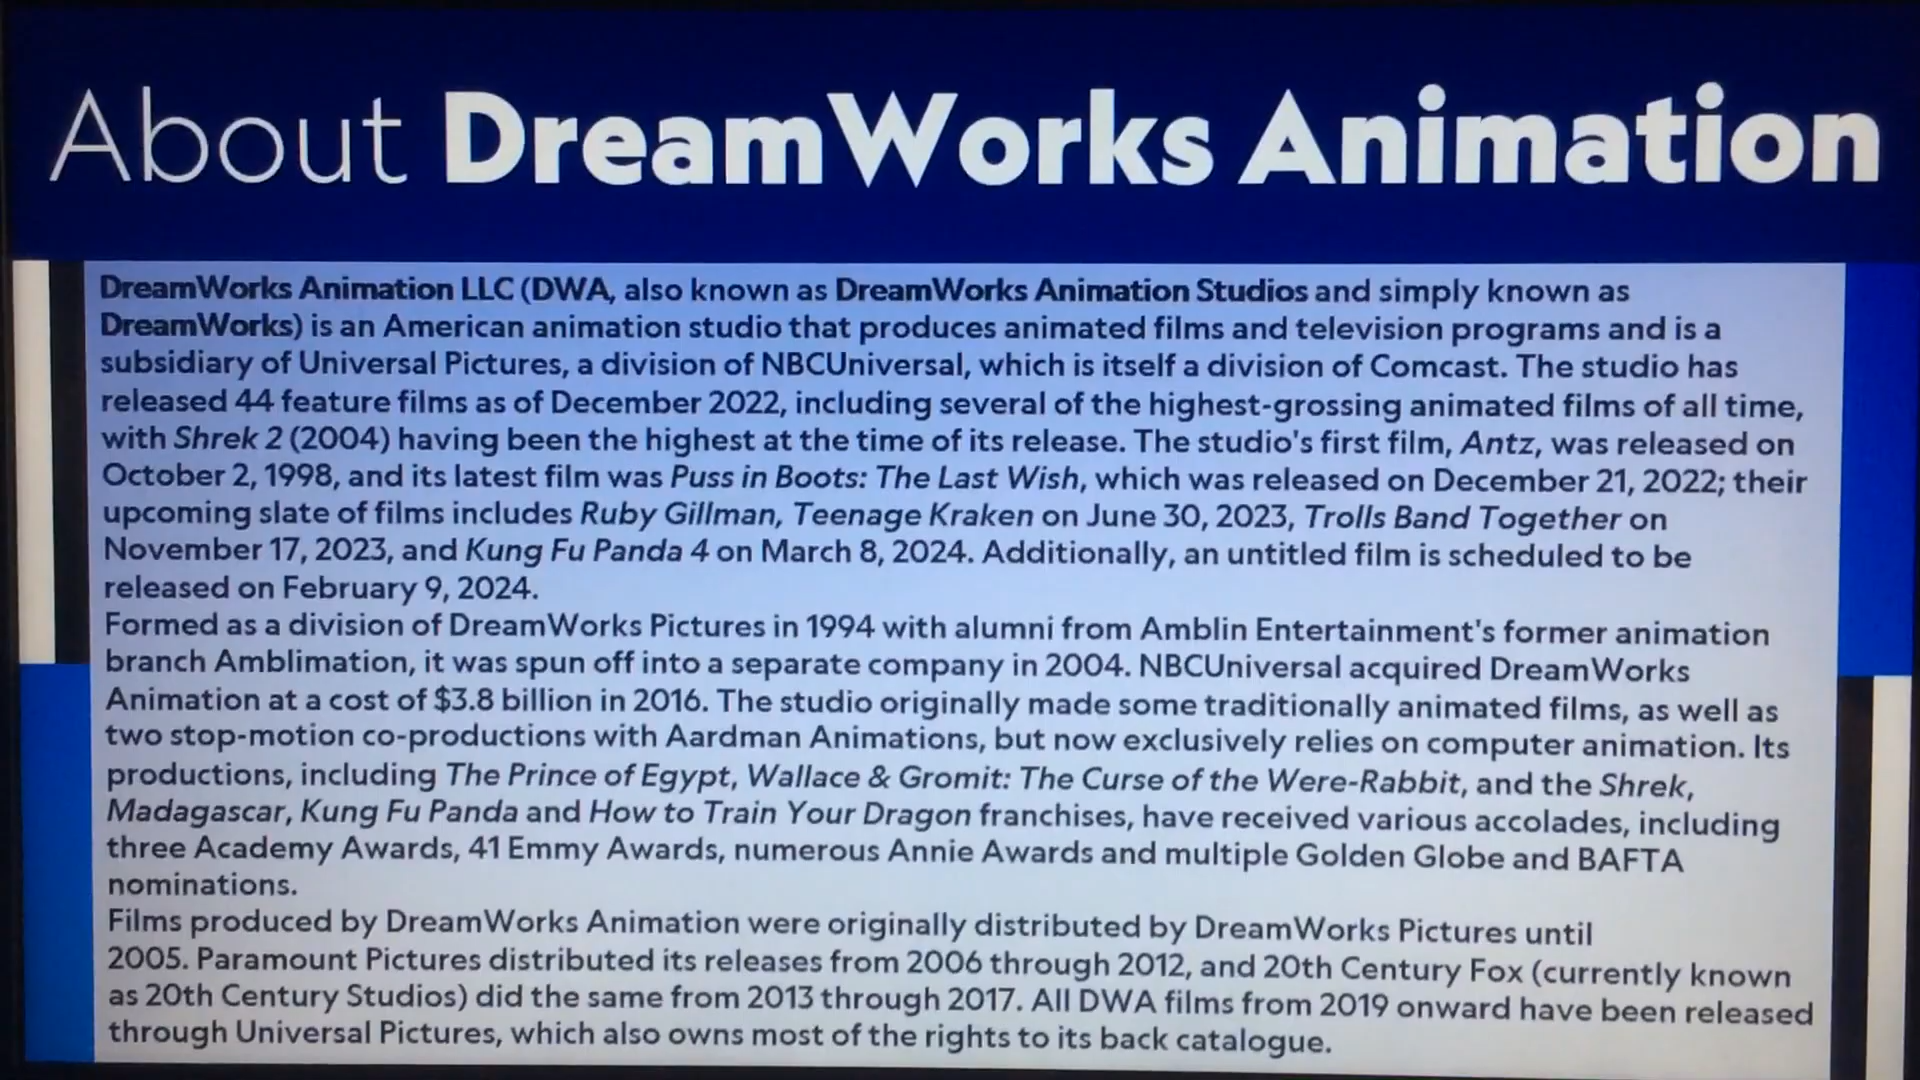 About DreamWorks Animation
DreamWorks Animation LLC (DWA, also known as DreamWorks Animation Studios and simply known as
DreamWorks) is an American animation studio that produces animated films and television programs and is a
subsidiary of Universal Pictures, a division of NBCUniversal, which is itself a division of Comcast. The studio has
released 44 feature films as of December 2022, including several of the highest-grossing animated films of all time,
with Shrek 2 (2004) having been the highest at the time of its release. The studio's first film, Antz, was released on
October 2, 1998, and its latest film was Puss in Boots: The Last Wish, which was released on December 21, 2022; their
upcoming slate of films includes Ruby Gillman, Teenage Kraken on June 30, 2023, Trolls Band Together on
November 17, 2023, and Kung Fu Panda 4 on March 8, 2024. Additionally, an untitled film is scheduled to be
released on February 9, 2024.
Formed as a division of DreamWorks Pictures in 1994 with alumni from Amblin Entertainment's former animation
branch Amblimation, it was spun off into a separate company in 2004. NBCUniversal acquired DreamWorks
Animation at a cost of $3.8 billion in 2016. The studio originally made some traditionally animated films, as well as
two stop-motion co-productions with Aardman Animations, but now exclusively relies on computer animation. Its
productions, including The Prince of Egypt, Wallace & Gromit: The Curse of the Were-Rabbit, and the Shrek,
Madagascar, Kung Fu Panda and How to Train Your Dragon franchises, have received various accolades, including
three Academy Awards, 41 Emmy Awards, numerous Annie Awards and multiple Golden Globe and BAFTA
nominations.
Films produced by DreamWorks Animation were originally distributed by DreamWorks Pictures until
2005. Paramount Pictures distributed its releases from 2006 through 2012, and 20th Century Fox (currently known
as 20th Century Studios) did the same from 2013 through 2017. All DWA films from 2019 onward have been released
through Universal Pictures, which also owns most of the rights to its back catalogue.